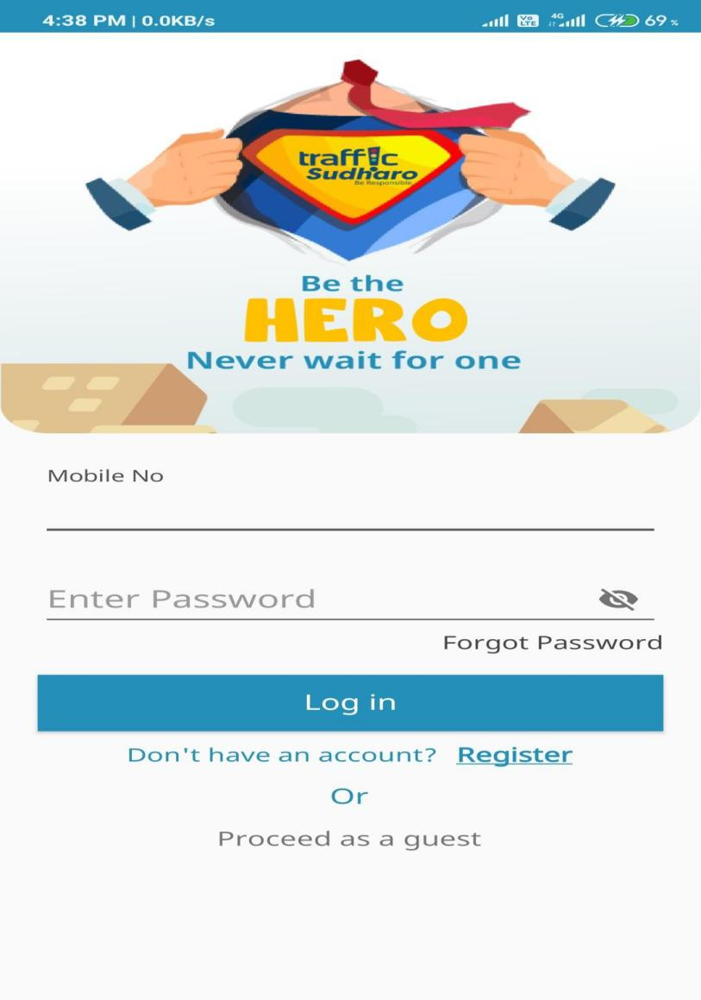 4:38 PM | 0.0KB/s Vo LTE 4G 69 %
traffic
Sudharo
Be Responsible.
Be the
HERO
Never wait for one
Mobile No
Enter Password
Forgot Password
Log in
Don't have an account? Register
Or
Proceed as a guest